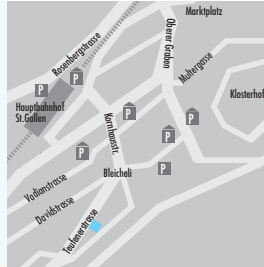 Marktplatz
Rosenbergstrasse
Oberer Graben
Multergasse
P
P
Klosterhof
Hauptbahnhof
St.Gallen
P
P
Kornhausstr.
P
P
Bleicheli
Vadianstrasse
Davidstrasse
Teufenerstrasse